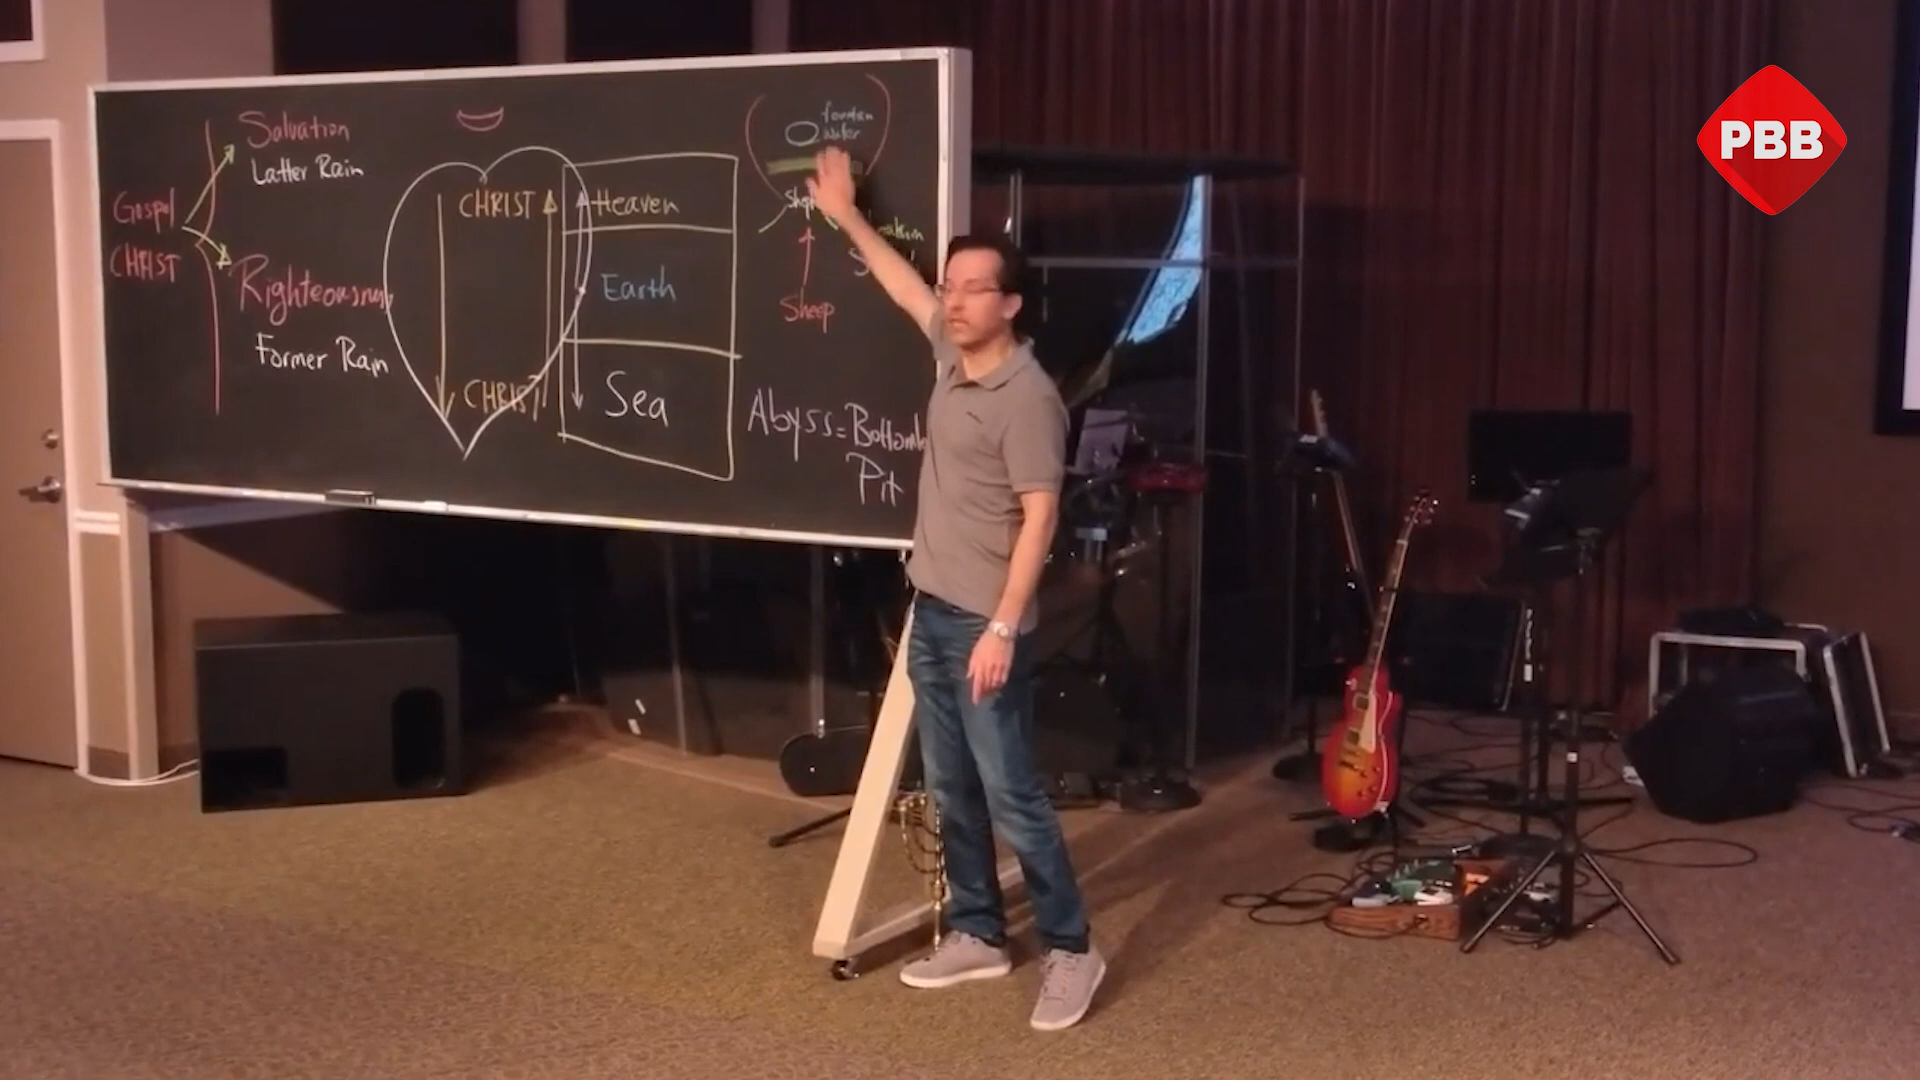 Salvation
Latter Rain
Gospel
CHRIST
Righteousness
Former Rain
CHRIST
CHRIST
Heaven
Earth
Sea
fountain
water
Sheep
Abyss = Bottomle
Pit
PBB